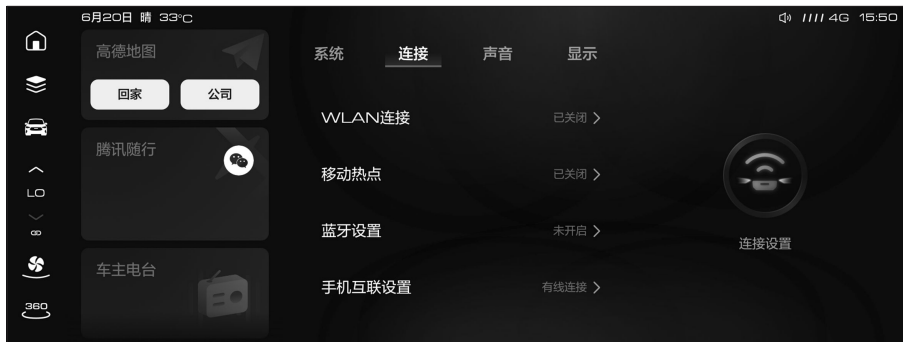 6月20日 晴 33°C
4G 15:50
高德地图
回家 公司
腾讯随行
车主电台
LO
360
系统 连接 声音 显示
WLAN连接 已关闭
移动热点 已关闭
蓝牙设置 未开启
手机互联设置 有线连接
连接设置